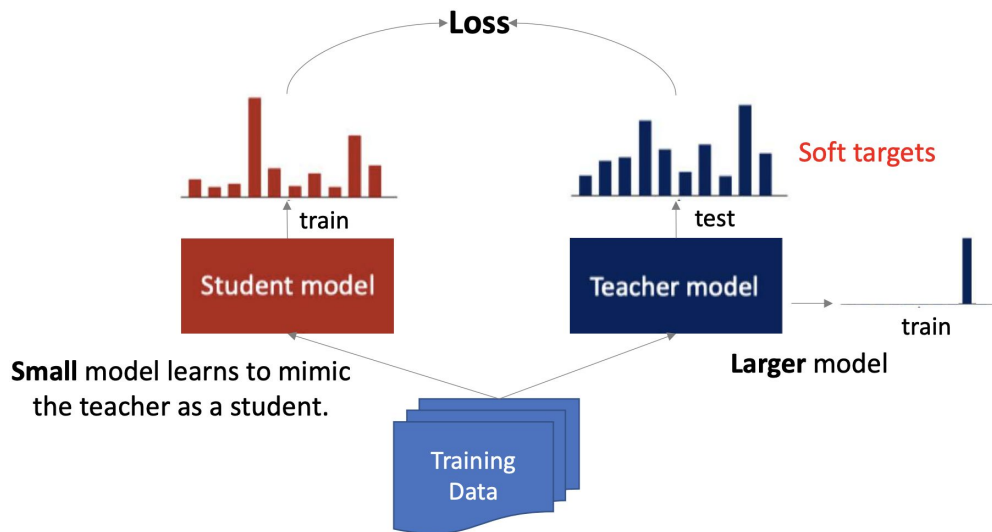 Loss
Soft targets
train
test
Student model
Teacher model
train
Small model learns to mimic
the teacher as a student.
Larger model
Training
Data